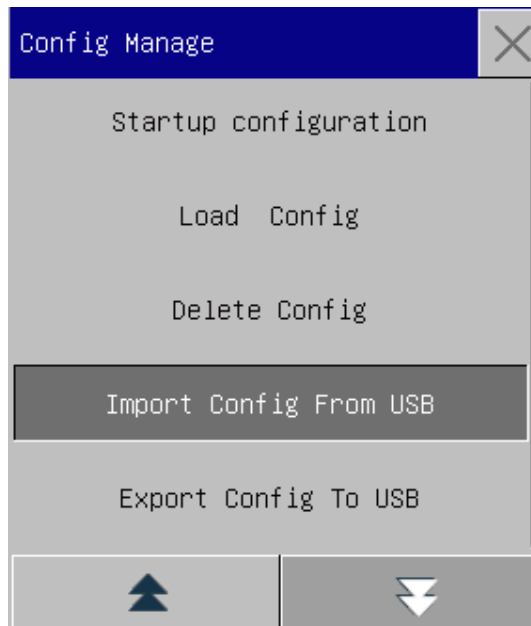 Config Manage
Startup configuration
Load Config
Delete Config
Import Config From USB
Export Config To USB